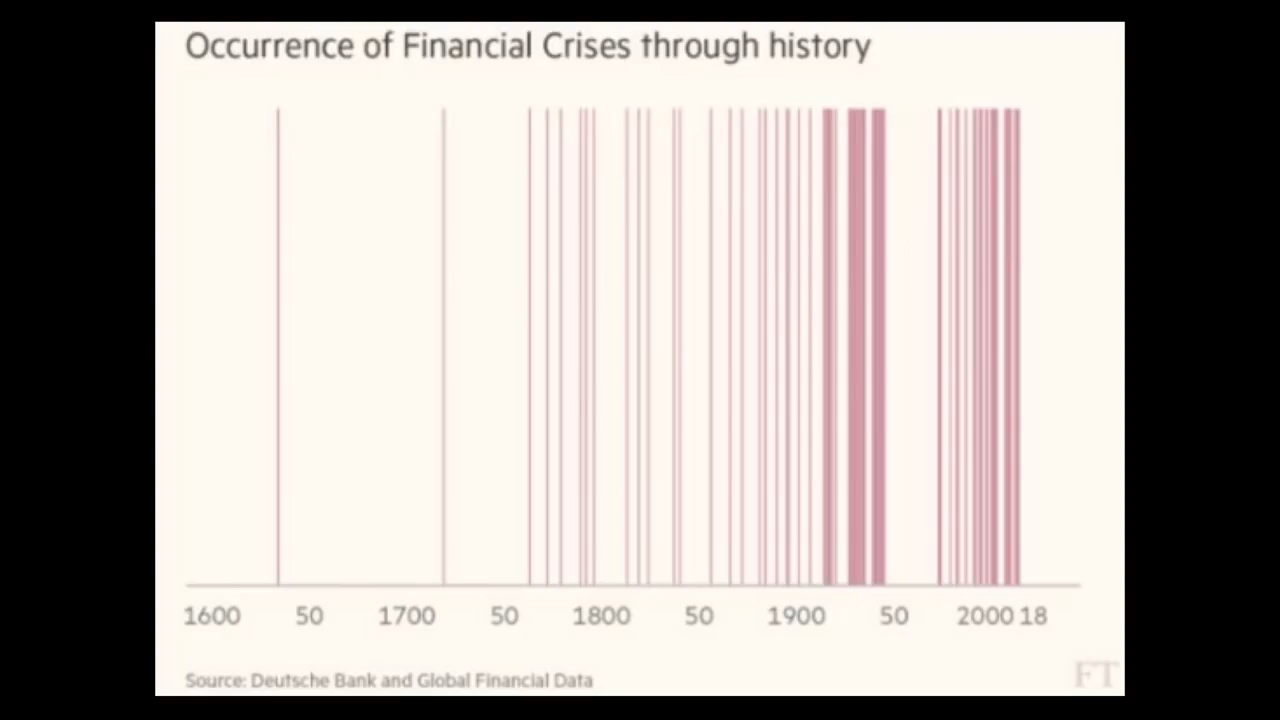 Occurrence of Financial Crises through history
1600 50 1700 50 1800 50 1900 50 2000 18
Source: Deutsche Bank and Global Financial Data
FT